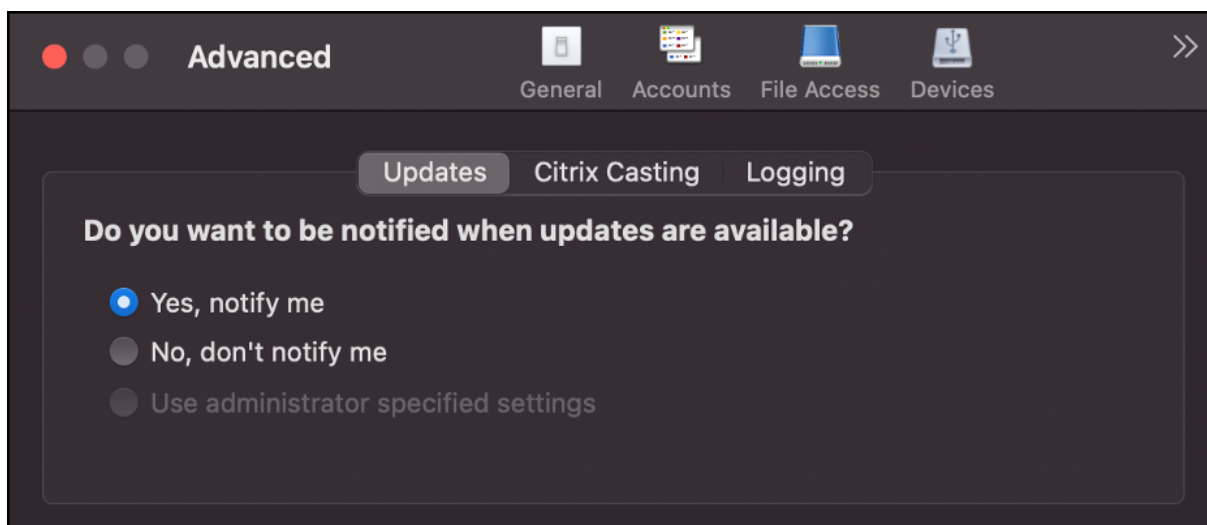 Advanced
General Accounts File Access Devices
Updates Citrix Casting Logging
Do you want to be notified when updates are available?
Yes, notify me
No, don't notify me
Use administrator specified settings